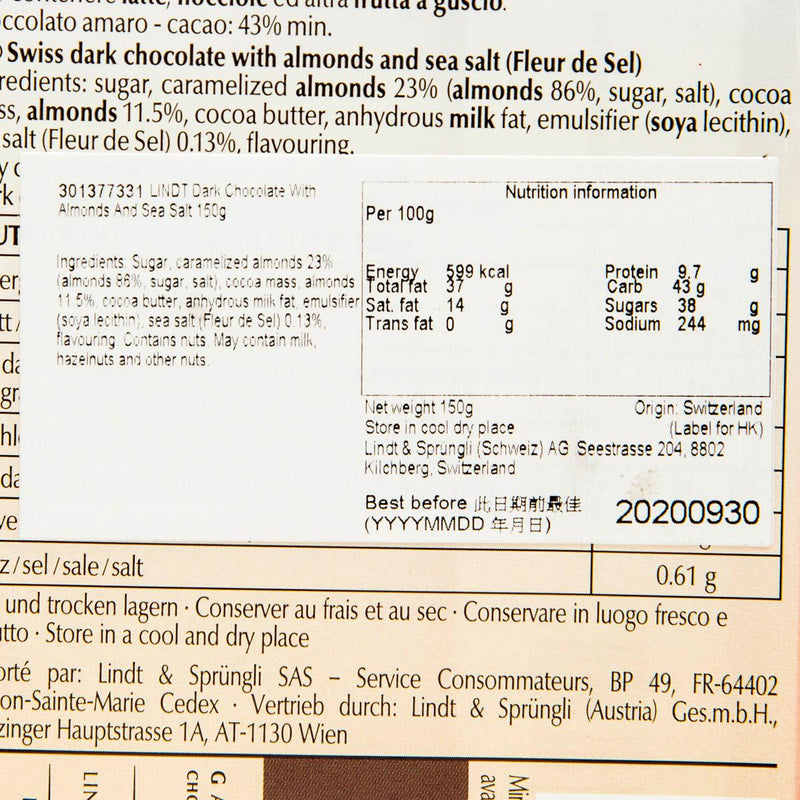 latte, nocciole ed altra frutta a guscio.
occolato amaro - cacao: 43% min.
Swiss dark chocolate with almonds and sea salt (Fleur de Sel)
redients: sugar, caramelized almonds 23% (almonds 86%, sugar, salt), cocoa
ss, almonds 11.5%, cocoa butter, anhydrous milk fat, emulsifier (soya lecithin),
salt (Fleur de Sel) 0.13%, flavouring.
301377331 LINDT Dark Chocolate With
Almonds And Sea Salt 150g
Ingredients: Sugar, caramelized almonds 23%
(almonds 86%, sugar, salt), cocoa mass, almonds
11.5%, cocoa butter, anhydrous milk fat, emulsifier
(soya lecithin), sea salt (Fleur de Sel) 0.13%,
flavouring. Contains nuts. May contain milk,
hazelnuts and other nuts.
Nutrition information
Per 100g
Energy 599 kcal Protein 9.7 g
Total fat 37 g Carb 43 g
Sat. fat 14 g Sugars 38 g
Trans fat 0 g Sodium 244 mg
Net weight 150g Origin: Switzerland
Store in cool dry place (Label for HK)
Lindt & Sprungli (Schweiz) AG Seestrasse 204, 8802
Kilchberg, Switzerland
Best before 此日期前最佳
(YYYYMMDD 年月日) 20200930
z/sel/sale/salt 0.61 g
und trocken lagern · Conserver au frais et au sec · Conservare in luogo fresco e
tto · Store in a cool and dry place
orté par: Lindt & Sprüngli SAS – Service Consommateurs, BP 49, FR-64402
on-Sainte-Marie Cedex · Vertrieb durch: Lindt & Sprüngli (Austria) Ges.m.b.H.,
zinger Hauptstrasse 1A, AT-1130 Wien